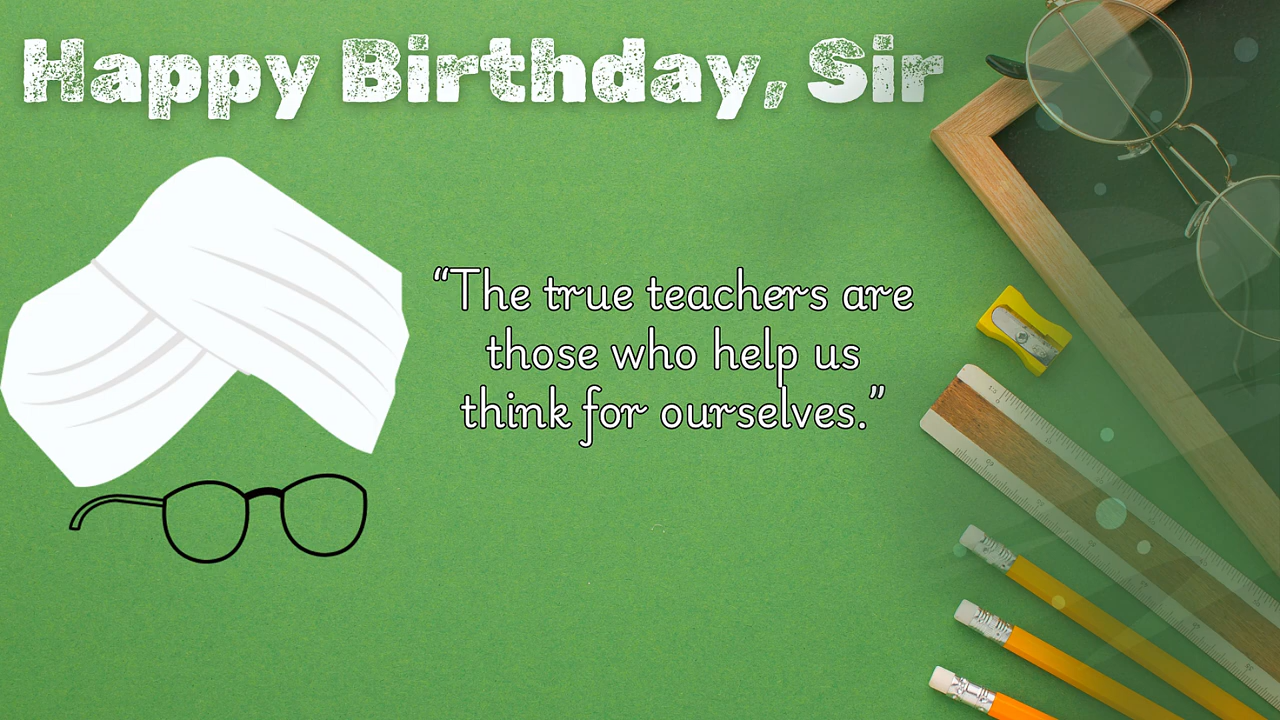 Happy Birthday, Sir
“The true teachers are
those who help us
think for ourselves.”